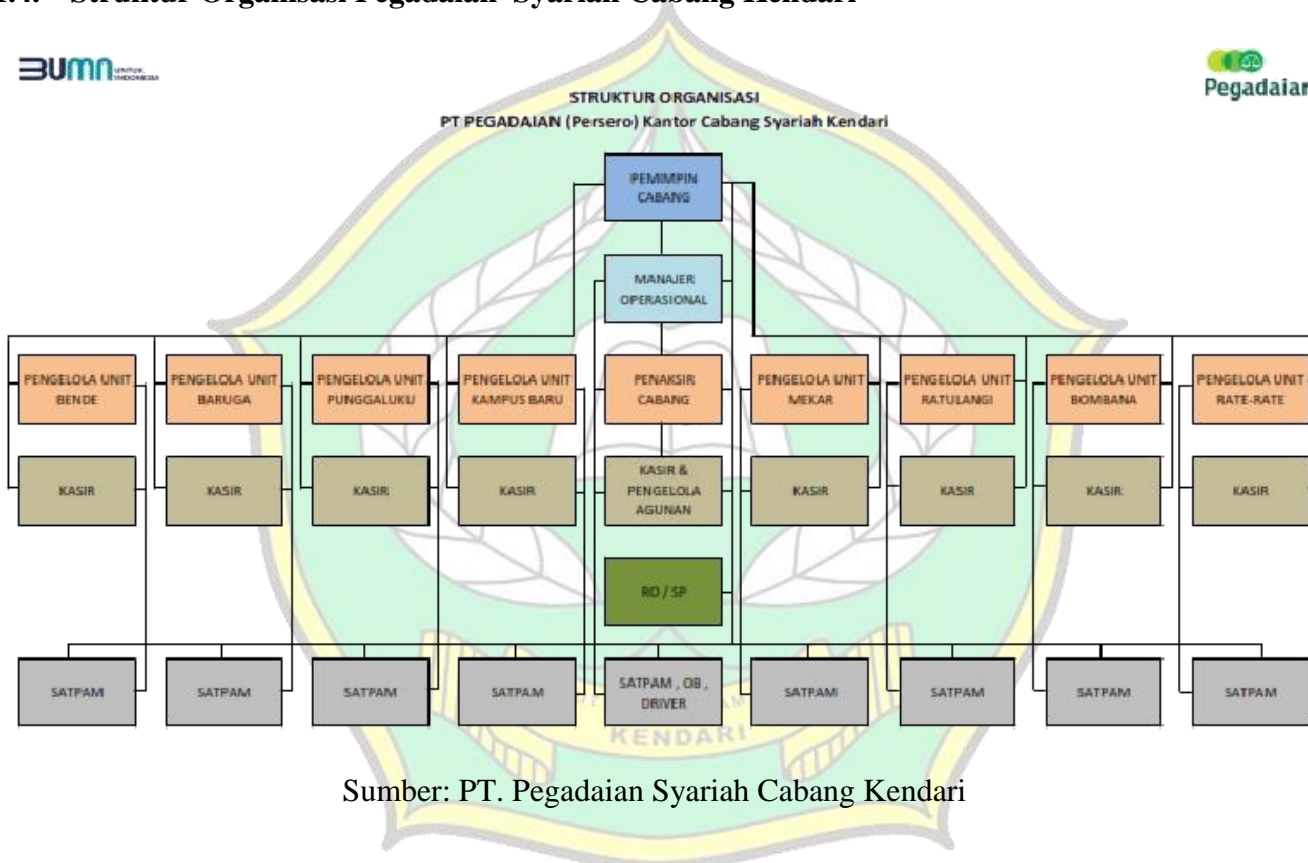 Struktur Organisasi Pegadaian Syariah Cabang Kendari
BUMN UNTUK
INDONESIA
Pegadaian
STRUKTUR ORGANISASI
PT PEGADAIAN (Persero) Kantor Cabang Syariah Kendari
PEMIMPIN
CABANG
MANAJER
OPERASIONAL
PENGELOLA UNIT
BENDE
PENGELOLA UNIT
BARUGA
PENGELOLA UNIT
PUNGGALUKU
PENGELOLA UNIT
KAMPUS BARU
PENAKSIR
CABANG
PENGELOLA UNIT
MEKAR
PENGELOLA UNIT
RATULANGI
PENGELOLA UNIT
BOMBANA
PENGELOLA UNIT
RATE-RATE
KASIR
KASIR
KASIR
KASIR
KASIR &
PENGELOLA
AGUNAN
KASIR
KASIR
KASIR
KASIR
RO / SP
SATPAM
SATPAM
SATPAM
SATPAM
SATPAM , OB ,
DRIVER
SATPAM
SATPAM
SATPAM
SATPAM
KENDARI
Sumber: PT. Pegadaian Syariah Cabang Kendari